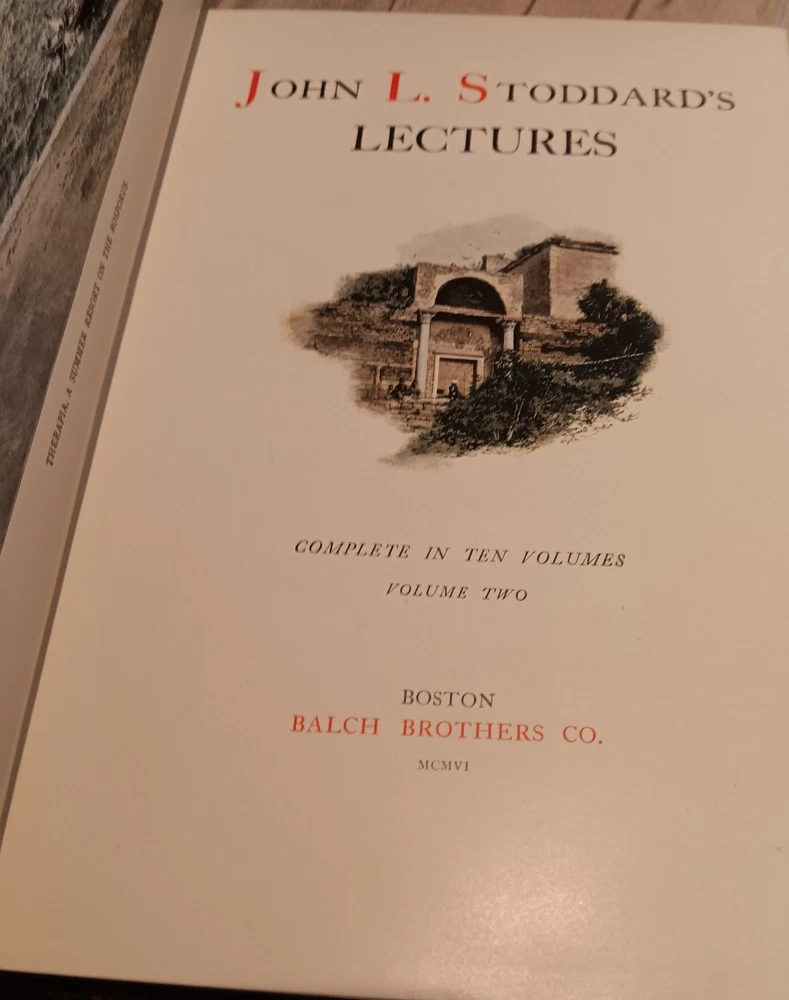 THERAPIA, A SUMMER RESORT ON THE BOSPORUS
JOHN L. STODDARD'S
LECTURES
COMPLETE IN TEN VOLUMES
VOLUME TWO
BOSTON
BALCH BROTHERS CO.
MCMVI